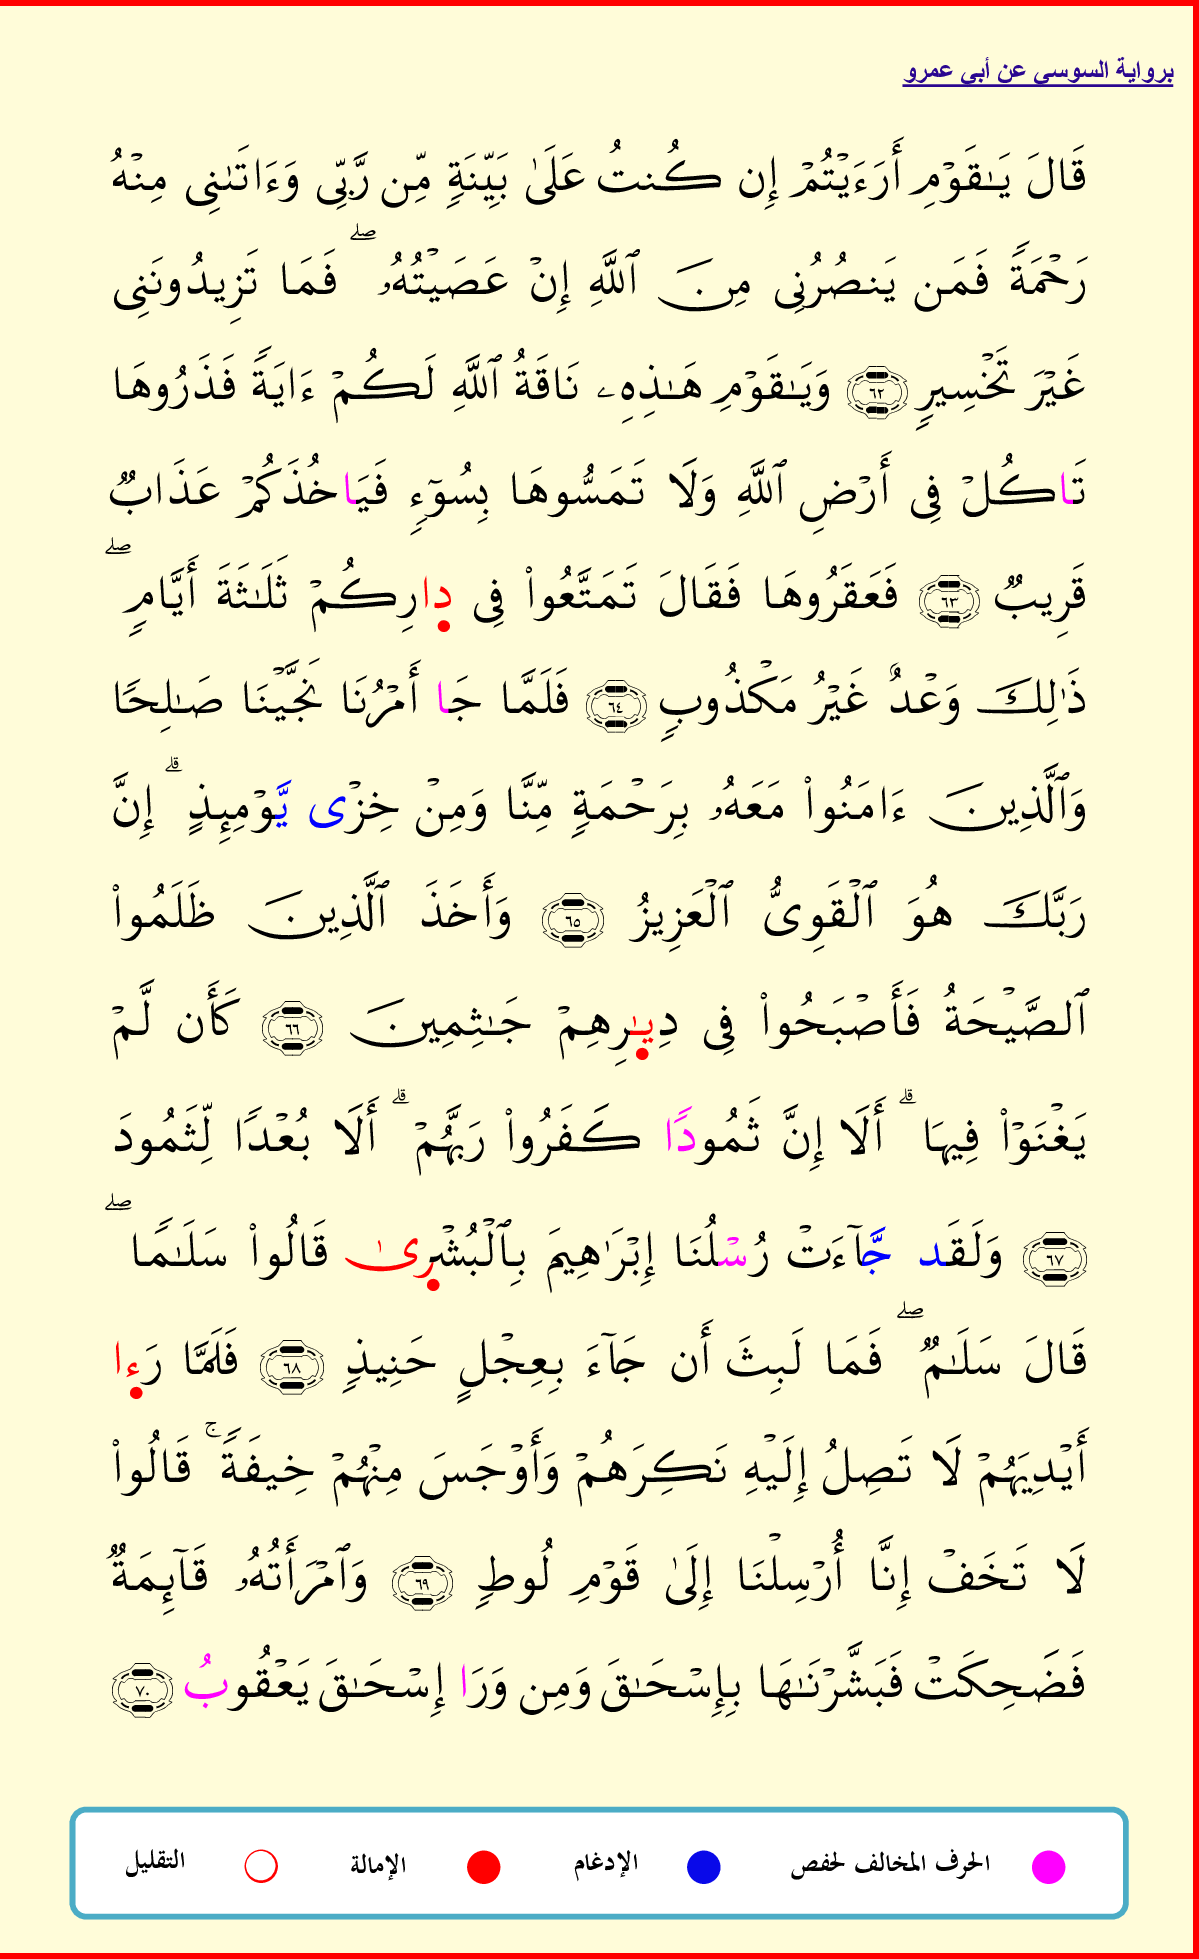 برواية السوسي عن أبي عمرو
قَالَ يَـٰقَوۡمِ أَرَءَيۡتُمۡ إِن كُنتُ عَلَىٰ بَيِّنَةٖ مِّن رَّبِّي وَءَاتَىٰنِي مِنۡهُ
رَحۡمَةٗ فَمَن يَنصُرُنِي مِنَ ٱللَّهِ إِنۡ عَصَيۡتُهُۥۖ فَمَا تَزِيدُونَنِي
غَيۡرَ تَخۡسِيرٖ ٦٢ وَيَـٰقَوۡمِ هَـٰذِهِۦ نَاقَةُ ٱللَّهِ لَكُمۡ ءَايَةٗ فَذَرُوهَا
تَاكُلۡ فِي أَرۡضِ ٱللَّهِ وَلَا تَمَسُّوهَا بِسُوٓءٖ فَيَاخُذَكُمۡ عَذَابٞ
قَرِيبٞ ٦٣ فَعَقَرُوهَا فَقَالَ تَمَتَّعُواْ فِي دِارِكُمۡ ثَلَـٰثَةَ أَيَّامٖۖ
ذَٰلِكَ وَعۡدٌ غَيۡرُ مَكۡذُوبٖ ٦٤ فَلَمَّا جَا أَمۡرُنَا نَجَّيۡنَا صَـٰلِحٗا
وَٱلَّذِينَ ءَامَنُواْ مَعَهُۥ بِرَحۡمَةٖ مِّنَّا وَمِنۡ خِزۡي يَّوۡمِئِذٍۗ إِنَّ
رَبَّكَ هُوَ ٱلۡقَوِيُّ ٱلۡعَزِيزُ ٦٥ وَأَخَذَ ٱلَّذِينَ ظَلَمُواْ
ٱلصَّيۡحَةُ فَأَصۡبَحُواْ فِي دِيَـٰرِهِمۡ جَـٰثِمِينَ ٦٦ كَأَن لَّمۡ
يَغۡنَوۡاْ فِيهَاۗ أَلَا إِنَّ ثَمُودٗا كَفَرُواْ رَبَّهُمۡۗ أَلَا بُعۡدٗا لِّثَمُودَ
٦٧ وَلَقَد جَّآءَتۡ رُسۡلُنَا إِبۡرَٰهِيمَ بِٱلۡبُشۡرِىٰ قَالُواْ سَلَـٰمٗاۖ
قَالَ سَلَـٰمٞۖ فَمَا لَبِثَ أَن جَآءَ بِعِجۡلٍ حَنِيذٖ ٦٨ فَلَمَّا رَءِا
أَيۡدِيَهُمۡ لَا تَصِلُ إِلَيۡهِ نَكِرَهُمۡ وَأَوۡجَسَ مِنۡهُمۡ خِيفَةٗۚ قَالُواْ
لَا تَخَفۡ إِنَّا أُرۡسِلۡنَا إِلَىٰ قَوۡمِ لُوطٖ ٦٩ وَٱمۡرَأَتُهُۥ قَآئِمَةٞ
فَضَحِكَتۡ فَبَشَّرۡنَـٰهَا بِإِسۡحَـٰقَ وَمِن وَرَا إِسۡحَـٰقَ يَعۡقُوبُ ٧٠
الحرف المخالف لحفص الإدغام الإمالة التقليل